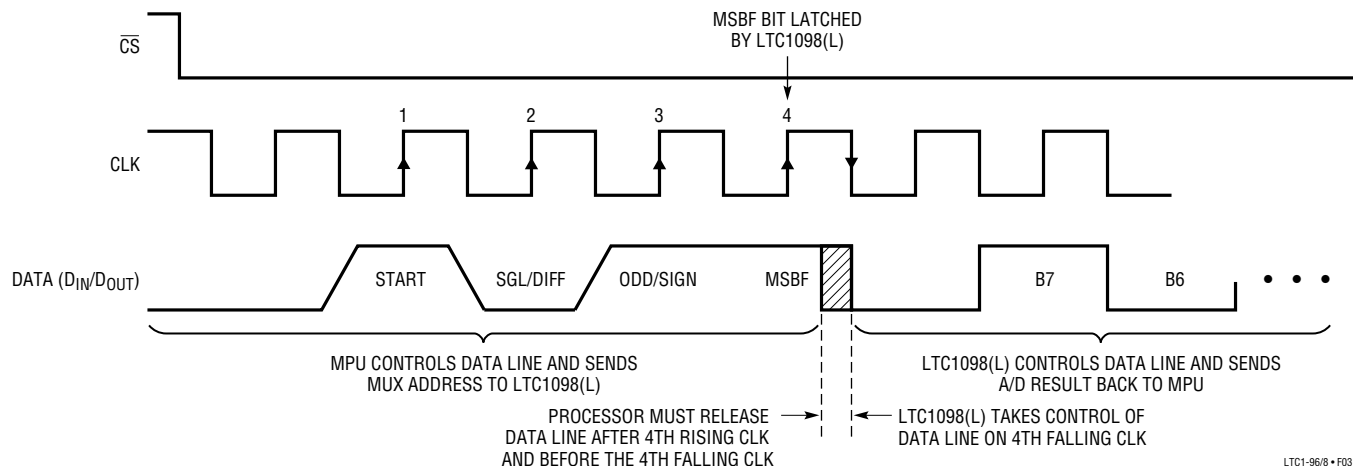 MSBF BIT LATCHED
BY LTC1098(L)
CS
1 2 3 4
CLK
DATA (DIN/DOUT)
START SGL/DIFF ODD/SIGN MSBF B7 B6 • • •
MPU CONTROLS DATA LINE AND SENDS
MUX ADDRESS TO LTC1098(L)
LTC1098(L) CONTROLS DATA LINE AND SENDS
A/D RESULT BACK TO MPU
PROCESSOR MUST RELEASE
DATA LINE AFTER 4TH RISING CLK
AND BEFORE THE 4TH FALLING CLK
LTC1098(L) TAKES CONTROL OF
DATA LINE ON 4TH FALLING CLK
LTC1-96/8 • F03